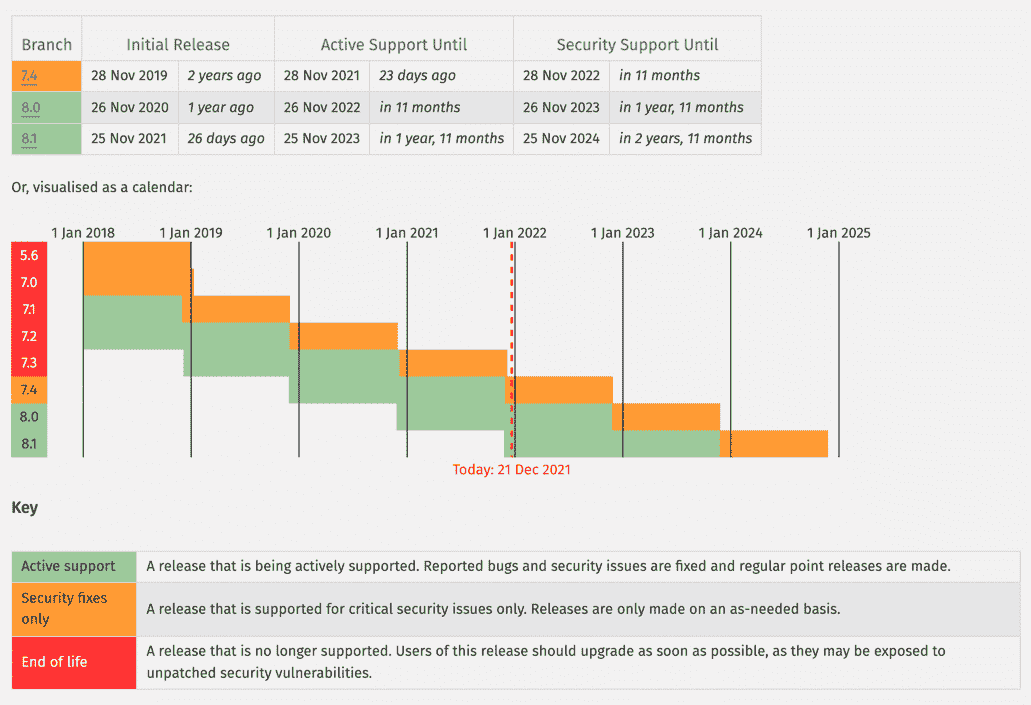 Branch Initial Release Active Support Until Security Support Until
7.4 28 Nov 2019 2 years ago 28 Nov 2021 23 days ago 28 Nov 2022 in 11 months
8.0 26 Nov 2020 1 year ago 26 Nov 2022 in 11 months 26 Nov 2023 in 1 year, 11 months
8.1 25 Nov 2021 26 days ago 25 Nov 2023 in 1 year, 11 months 25 Nov 2024 in 2 years, 11 months
Or, visualised as a calendar:
1 Jan 2018 1 Jan 2019 1 Jan 2020 1 Jan 2021 1 Jan 2022 1 Jan 2023 1 Jan 2024 1 Jan 2025
5.6
7.0
7.1
7.2
7.3
7.4
8.0
8.1
Today: 21 Dec 2021
Key
Active support A release that is being actively supported. Reported bugs and security issues are fixed and regular point releases are made.
Security fixes
only
A release that is supported for critical security issues only. Releases are only made on an as-needed basis.
End of life
A release that is no longer supported. Users of this release should upgrade as soon as possible, as they may be exposed to
unpatched security vulnerabilities.